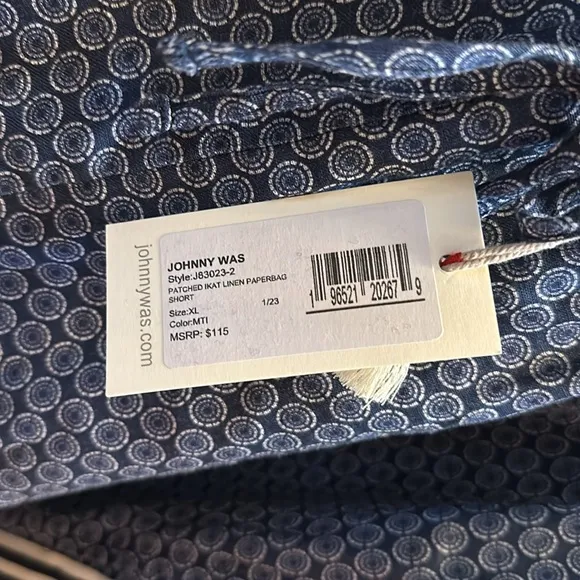 johnnywas.com
JOHNNY WAS
Style:J83023-2
PATCHED IKAT LINEN PAPERBAG
SHORT
Size:XL 1/23
Color:MTI
MSRP: $115
1 96521 20267 9